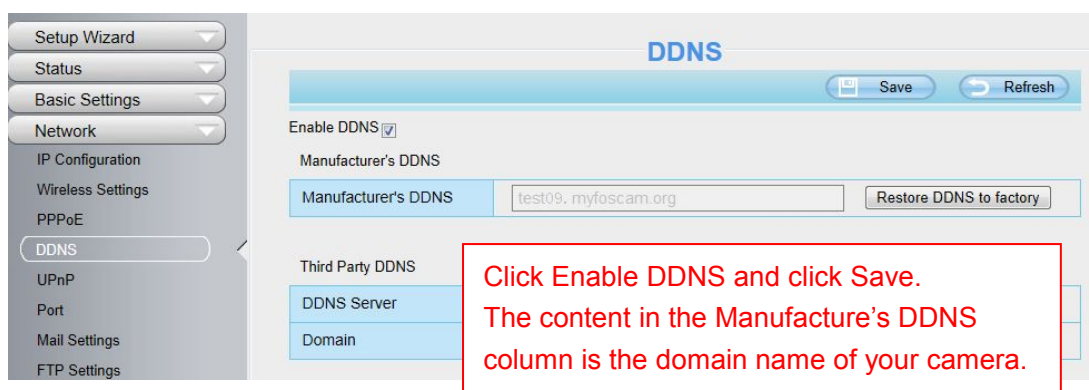 Setup Wizard
Status
Basic Settings
Network
IP Configuration
Wireless Settings
PPPoE
DDNS
UPnP
Port
Mail Settings
FTP Settings
DDNS
Save Refresh
Enable DDNS
Manufacturer's DDNS
Manufacturer's DDNS test09.myfoscam.org Restore DDNS to factory
Third Party DDNS
DDNS Server
Domain
Click Enable DDNS and click Save.
The content in the Manufacture's DDNS
column is the domain name of your camera.